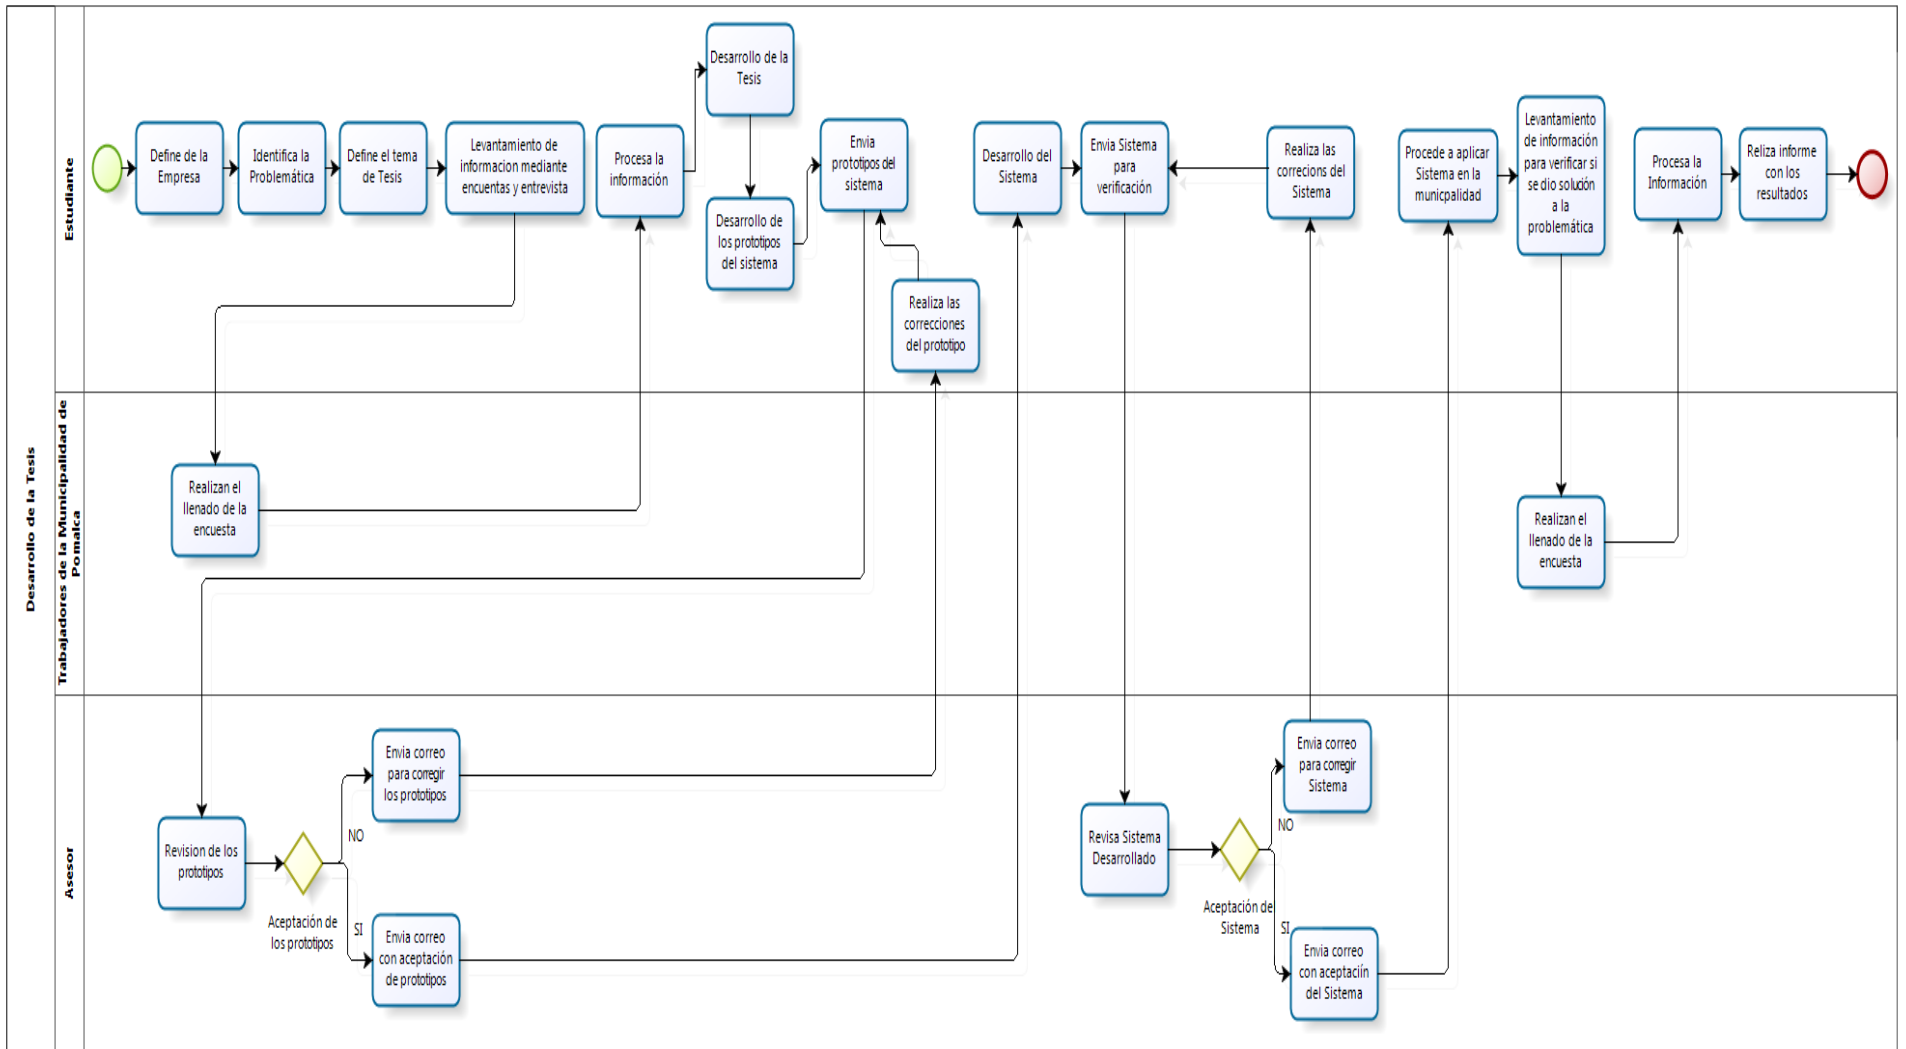 Desarrollo de la Tesis
Estudiante
Define de la
Empresa
Identifica la
Problemática
Define el tema
de Tesis
Levantamiento de
informacion mediante
encuentas y entrevista
Procesa la
información
Desarrollo de la
Tesis
Desarrollo de
los prototipos
del sistema
Envia
prototipos del
sistema
Realiza las
correcciones
del prototipo
Desarrollo del
Sistema
Envia Sistema
para
verificación
Realiza las
correcions del
Sistema
Procede a aplicar
Sistema en la
municpalidad
Levantamiento
de información
para verificar si
se dio solución
a la
problemática
Procesa la
Información
Reliza informe
con los
resultados
Trabajadores de la Municipalidad de
Pomalca
Realizan el
llenado de la
encuesta
Realizan el
llenado de la
encuesta
Asesor
Revision de los
prototipos
Aceptación de
los prototipos
NO
SI
Envia correo
para corregir
los prototipos
Envia correo
con aceptación
de prototipos
Revisa Sistema
Desarrollado
Aceptación de
Sistema
NO
SI
Envia correo
para corregir
Sistema
Envia correo
con aceptaciín
del Sistema